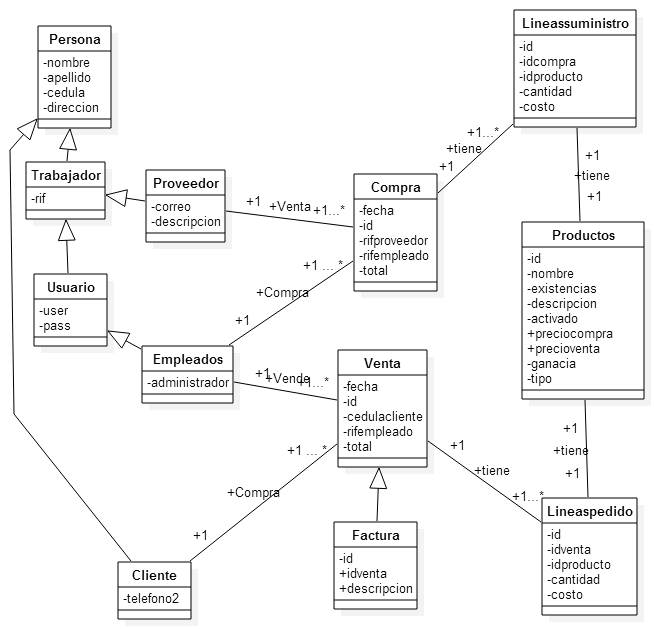 Persona
-nombre
-apellido
-cedula
-direccion
Trabajador
-rif
Proveedor
-correo
-descripcion
Usuario
-user
-pass
Empleados
-administrador
Cliente
-telefono2
Compra
-fecha
-id
-rifproveedor
-rifempleado
-total
Venta
-fecha
-id
-cedulacliente
-rifempleado
-total
Factura
-id
+idventa
+descripcion
Lineassuministro
-id
-idcompra
-idproducto
-cantidad
-costo
Productos
-id
-nombre
-existencias
-descripcion
-activado
+preciocompra
+precioventa
-ganacia
-tipo
Lineaspedido
-id
-idventa
-idproducto
-cantidad
-costo
+1
+Venta
+1...*
+1 ... *
+Compra
+1
+1
+Vende
+1...*
+1 ... *
+Compra
+1
+1...*
+tiene
+1
+1
+tiene
+1
+1
+tiene
+1
+1
+tiene
+1...*